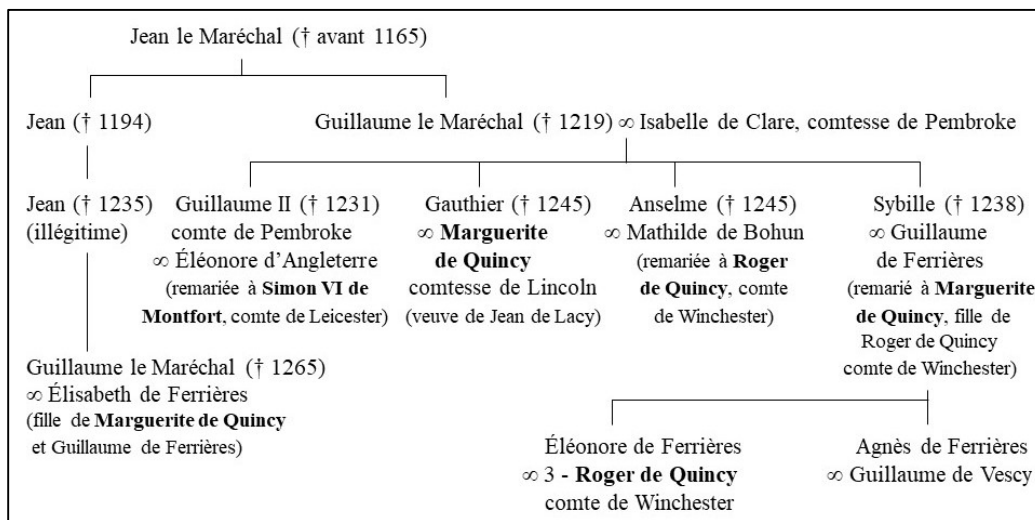 Jean le Maréchal († avant 1165)
Jean († 1194)
Guillaume le Maréchal († 1219) ∞ Isabelle de Clare, comtesse de Pembroke
Jean († 1235)
(illégitime)
Guillaume II († 1231)
comte de Pembroke
∞ Éléonore d’Angleterre
(remariée à Simon VI de
Montfort, comte de Leicester)
Gauthier († 1245)
∞ Marguerite
de Quincy
comtesse de Lincoln
(veuve de Jean de Lacy)
Anselme († 1245)
∞ Mathilde de Bohun
(remariée à Roger
de Quincy, comte
de Winchester)
Sybille († 1238)
∞ Guillaume
de Ferrières
(remarié à Marguerite
de Quincy, fille de
Roger de Quincy
comte de Winchester)
Guillaume le Maréchal († 1265)
∞ Élisabeth de Ferrières
(fille de Marguerite de Quincy
et Guillaume de Ferrières)
Éléonore de Ferrières
∞ 3 - Roger de Quincy
comte de Winchester
Agnès de Ferrières
∞ Guillaume de Vescy